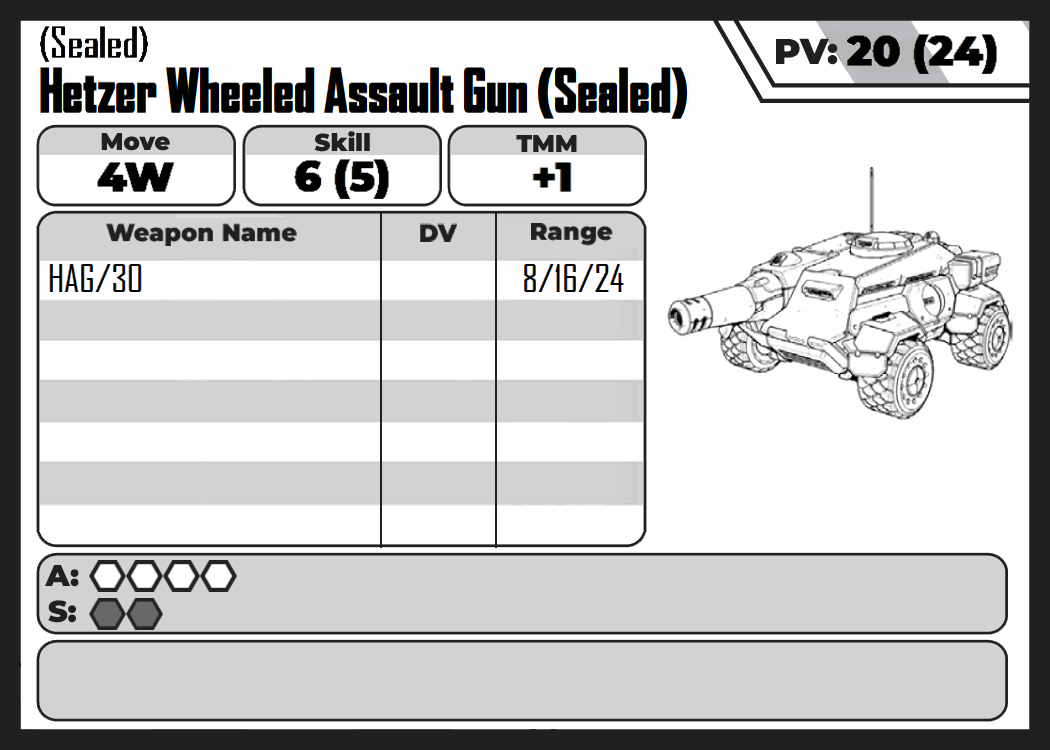 (Sealed)
Hetzer Wheeled Assault Gun (Sealed)
PV: 20 (24)
Move Skill TMM
4W 6 (5) +1
Weapon Name DV Range
HAG/30 8/16/24
A:
S: